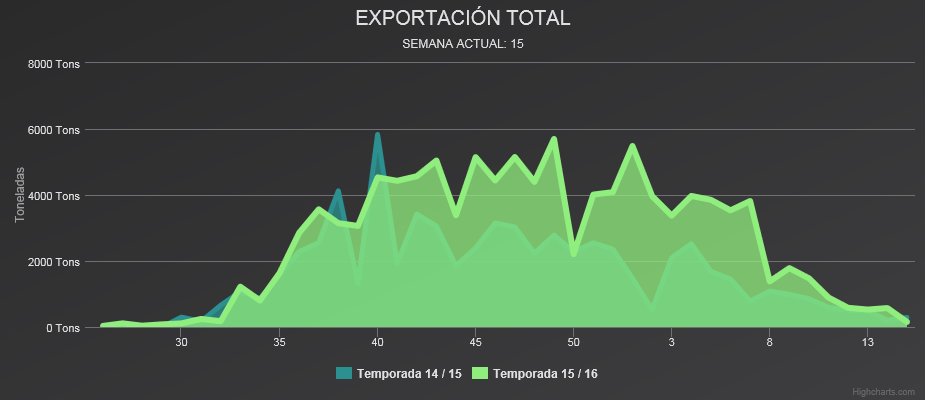 EXPORTACIÓN TOTAL
SEMANA ACTUAL: 15
8000 Tons
6000 Tons
4000 Tons
2000 Tons
0 Tons
Toneladas
30 35 40 45 50 3 8 13
Temporada 14 / 15 Temporada 15 / 16
Highcharts.com